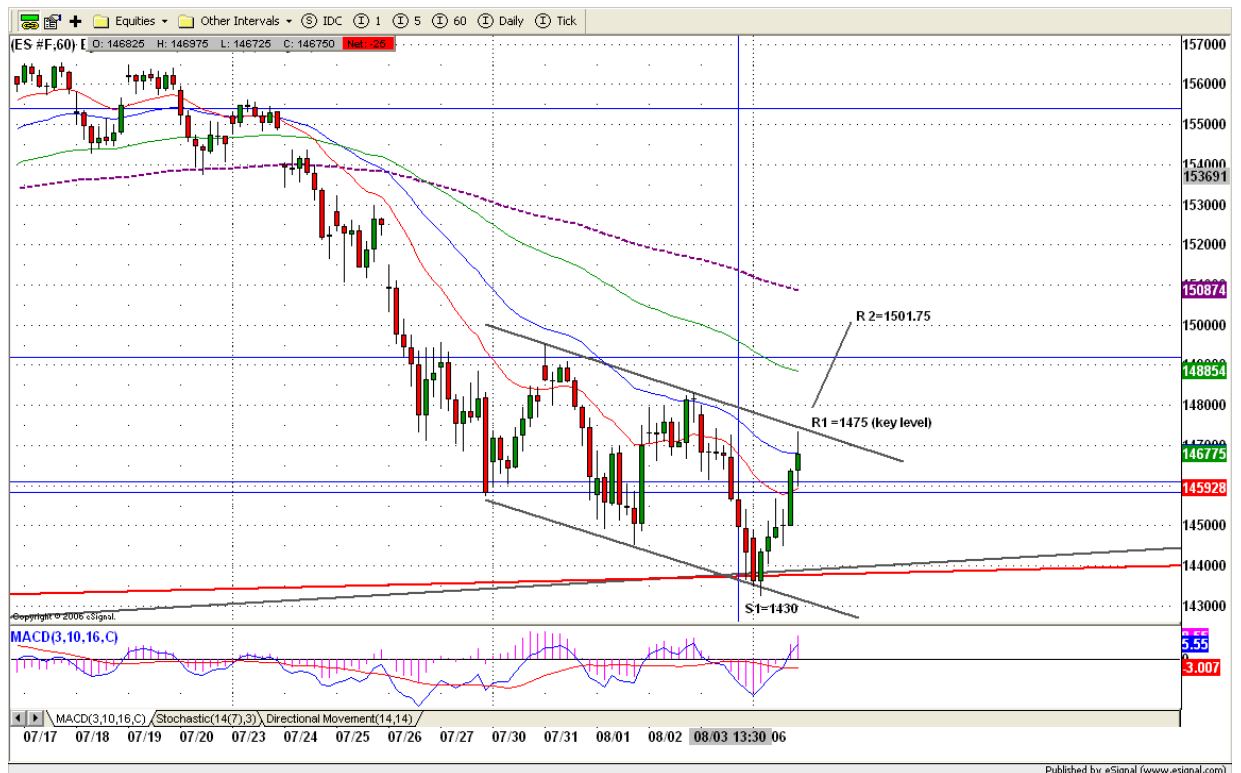 Equities Other Intervals IDC 1 5 60 Daily Tick
(ES #F,60) E O: 146825 H: 146975 L: 146725 C: 146750 Net: -25
157000
156000
155000
154000
153691
153000
152000
150874
R 2=1501.75
150000
148854
148000
R1 =1475 (key level)
147000
146775
145928
145000
144000
143000
S1=1430
Copyright © 2006 eSignal.
MACD(3,10,16,C)
5.55
-3.007
MACD(3,10,16,C) Stochastic(14(7),3) Directional Movement(14,14)
07/17 07/18 07/19 07/20 07/23 07/24 07/25 07/26 07/27 07/30 07/31 08/01 08/02 08/03 13:30 06
Published by eSignal (www.esignal.com)